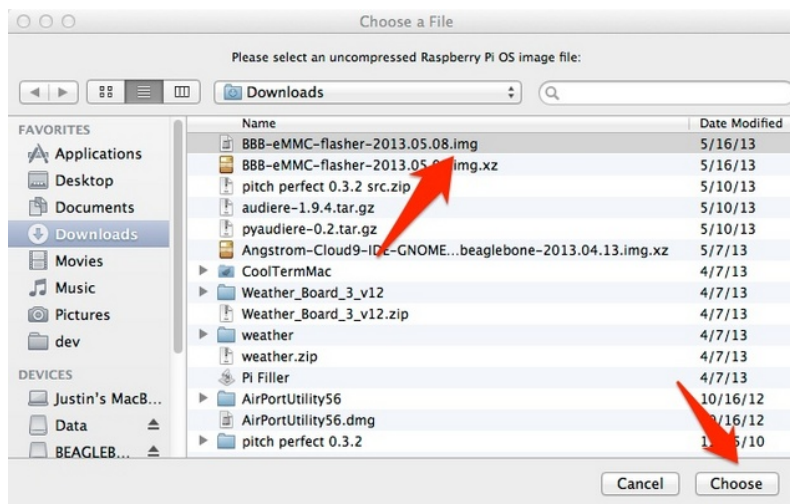 Choose a File
Please select an uncompressed Raspberry Pi OS image file:
Downloads
FAVORITES
Applications
Desktop
Documents
Downloads
Movies
Music
Pictures
dev
DEVICES
Justin's MacB...
Data
BEAGLEB...
Name Date Modified
BBB-eMMC-flasher-2013.05.08.img 5/16/13
BBB-eMMC-flasher-2013.05. img.xz 5/16/13
pitch perfect 0.3.2 src.zip 5/10/13
audiere-1.9.4.tar.gz 5/10/13
pyaudiere-0.2.tar.gz 5/10/13
Angstrom-Cloud9-IDE-GNOME...beaglebone-2013.04.13.img.xz 5/7/13
CoolTermMac 4/7/13
Weather_Board_3_v12 4/7/13
Weather_Board_3_v12.zip 4/7/13
weather 4/7/13
weather.zip 4/7/13
Pi Filler 4/7/13
AirPortUtility56 10/16/12
AirPortUtility56.dmg /16/12
pitch perfect 0.3.2
Cancel Choose